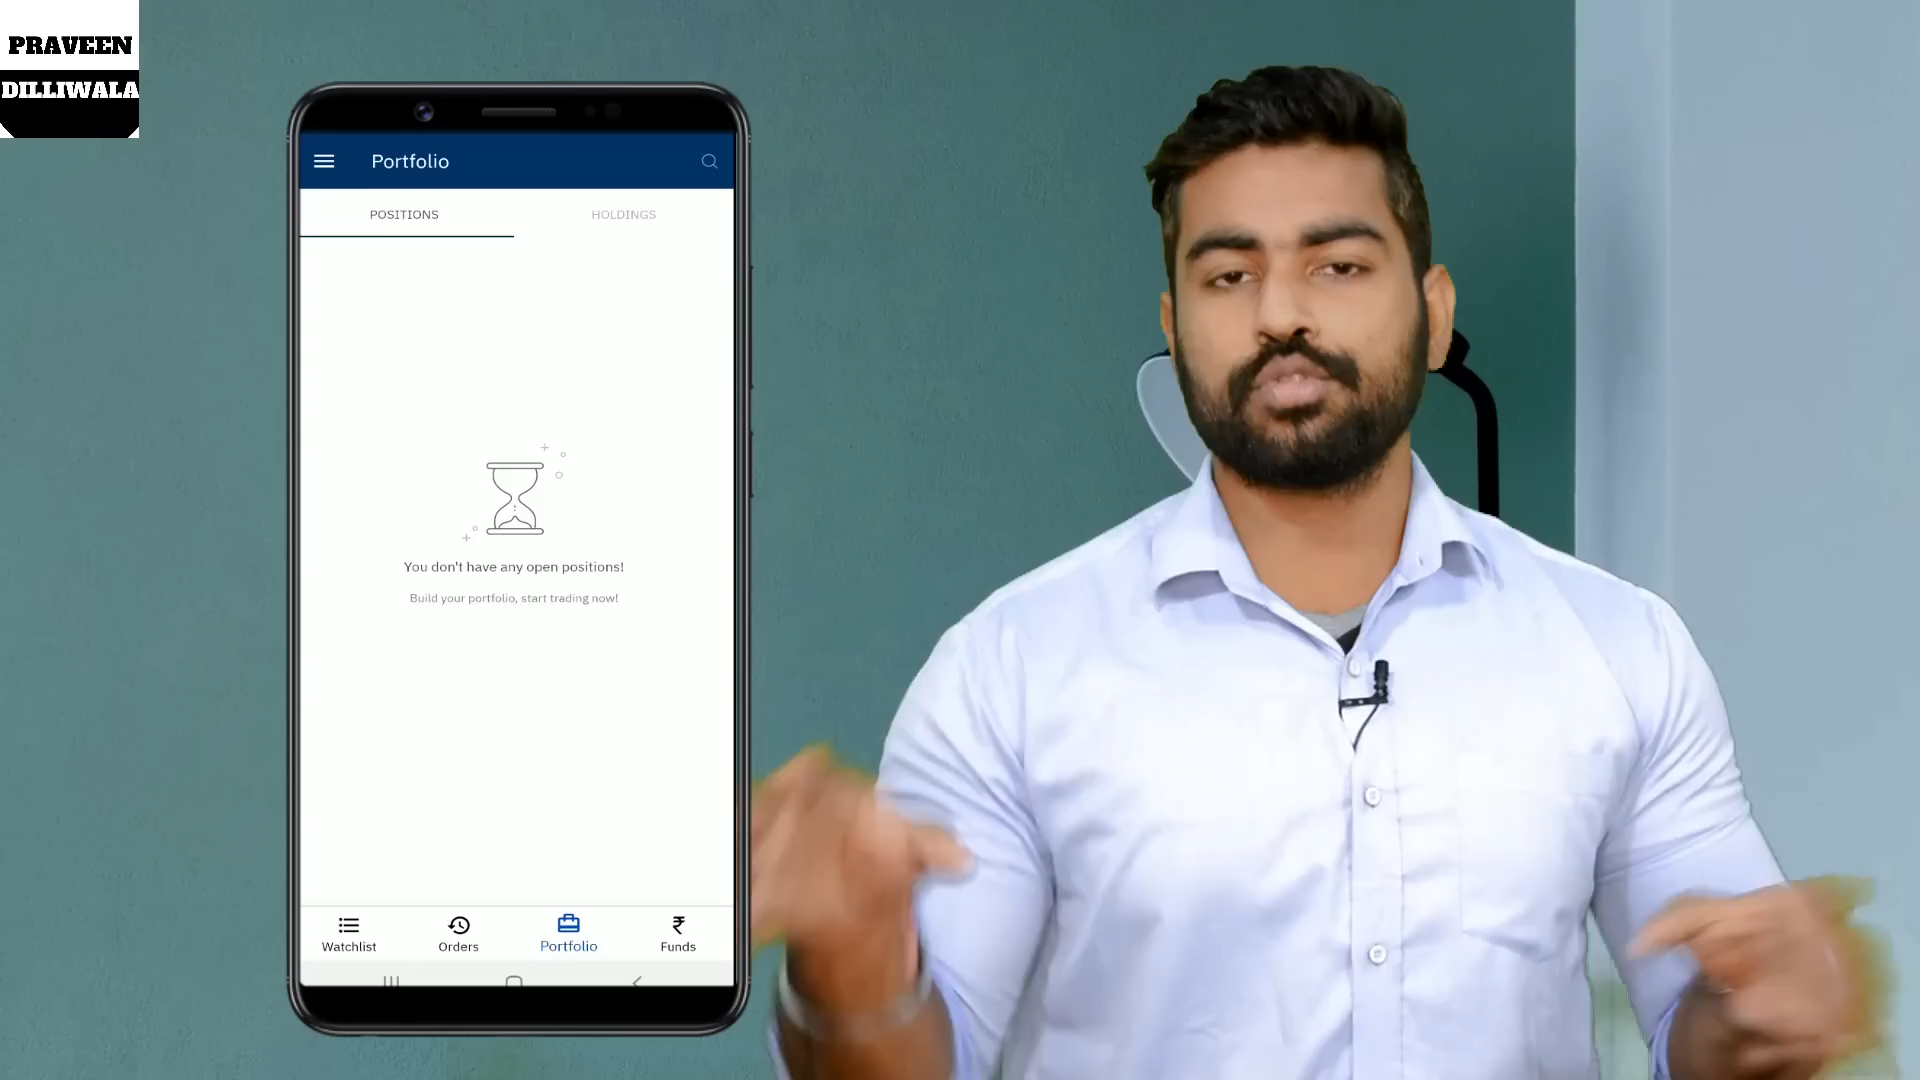 PRAVEEN
DILLIWALA
Portfolio
POSITIONS
HOLDINGS
You don't have any open positions!
Build your portfolio, start trading now!
Watchlist
Orders
Portfolio
Funds